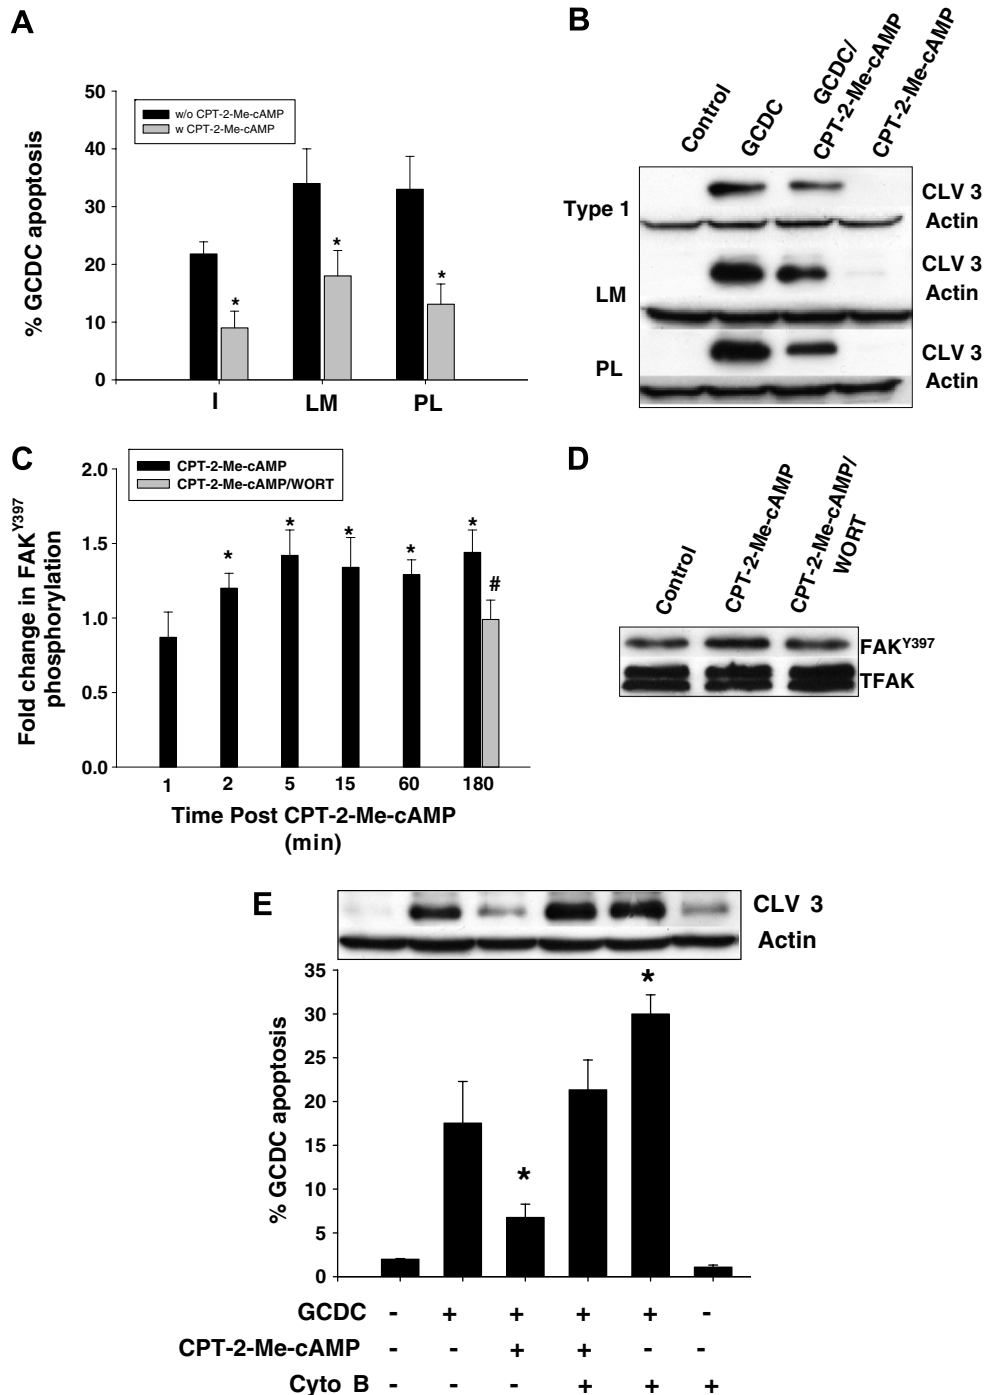 A
50
40
30
20
10
0
% GCDC apoptosis
w/o CPT-2-Me-cAMP
w CPT-2-Me-cAMP
*
*
*
I LM PL
B
Control
GCDC
GCDC/
CPT-2-Me-cAMP
CPT-2-Me-cAMP
Type 1
CLV 3
Actin
LM
CLV 3
Actin
PL
CLV 3
Actin
C
2.0
1.5
1.0
0.5
0.0
Fold change in FAK^Y397
phosphorylation
CPT-2-Me-cAMP
CPT-2-Me-cAMP/WORT
* * * * * #
1 2 5 15 60 180
Time Post CPT-2-Me-cAMP
(min)
D
Control
CPT-2-Me-cAMP
CPT-2-Me-cAMP/
WORT
FAK^Y397
TFAK
E
CLV 3
Actin
35
30
25
20
15
10
5
0
% GCDC apoptosis
*
*
GCDC - + + + + -
CPT-2-Me-cAMP - - + + - -
Cyto B - - - + + +